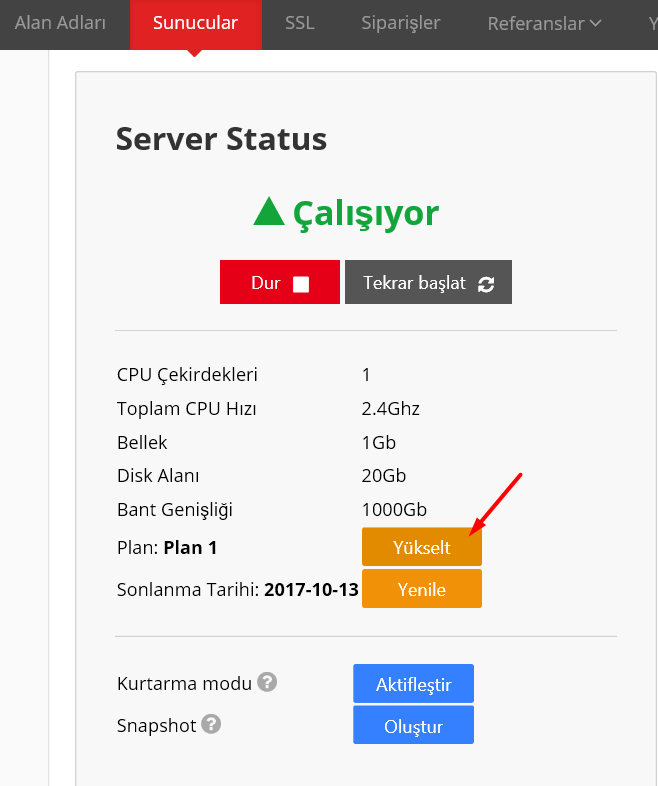 Alan Adları Sunucular SSL Siparişler Referanslar Y
Server Status
Çalışıyor
Dur Tekrar başlat
CPU Çekirdekleri 1
Toplam CPU Hızı 2.4Ghz
Bellek 1Gb
Disk Alanı 20Gb
Bant Genişliği 1000Gb
Plan: Plan 1 Yükselt
Sonlanma Tarihi: 2017-10-13 Yenile
Kurtarma modu ? Aktifleştir
Snapshot ? Oluştur